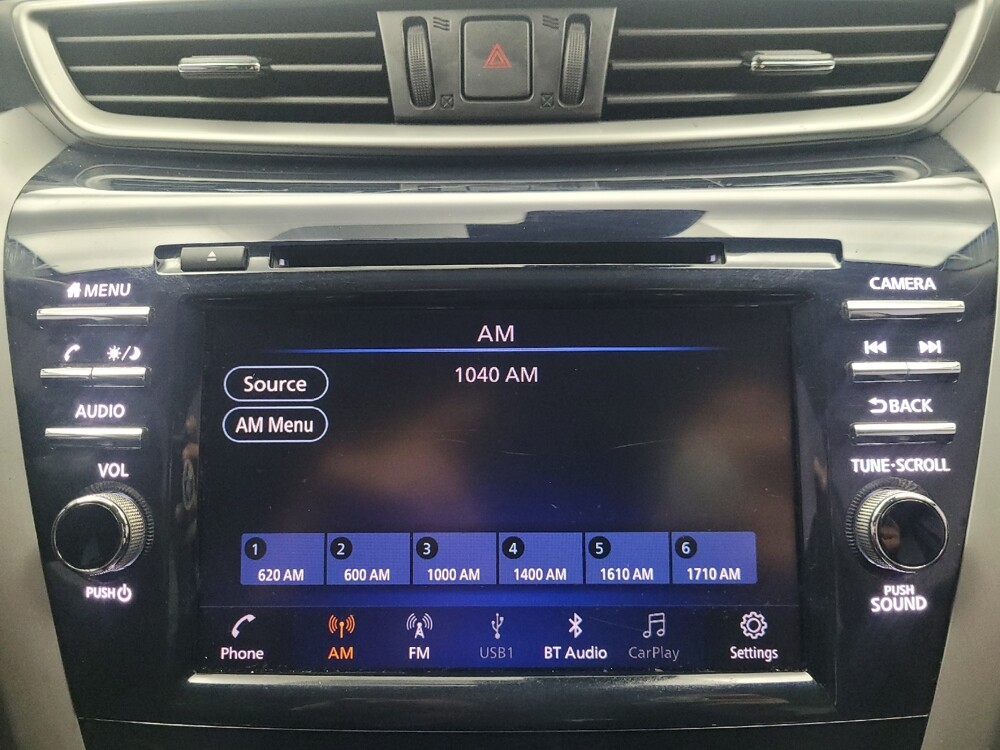 MENU
CAMERA
AUDIO
BACK
VOL
TUNE·SCROLL
PUSH
PUSH
SOUND
AM
1040 AM
Source
AM Menu
1
620 AM
2
600 AM
3
1000 AM
4
1400 AM
5
1610 AM
6
1710 AM
Phone
AM
FM
USB1
BT Audio
CarPlay
Settings